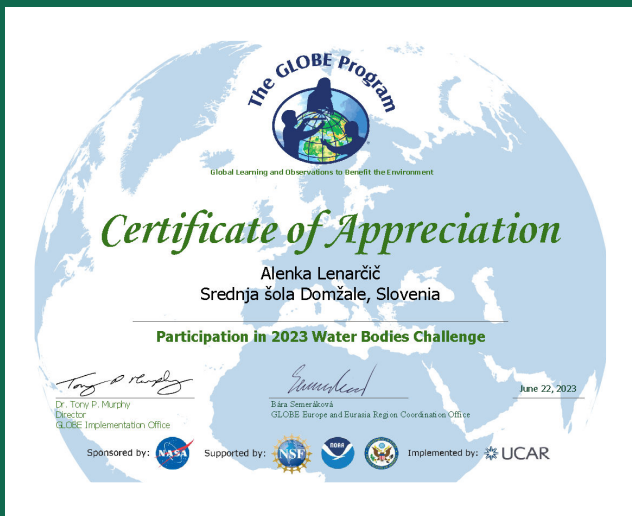 The GLOBE Program
Global Learning and Observations to Benefit the Environment
Certificate of Appreciation
Alenka Lenarčič
Srednja šola Domžale, Slovenia
Participation in 2023 Water Bodies Challenge
Tony P Murphy
June 22, 2023
Dr. Tony P. Murphy
Director
GLOBE Implementation Office
Bára Semeráková
GLOBE Europe and Eurasia Region Coordination Office
Sponsored by: NASA Supported by: NSF NOAA Implemented by: UCAR